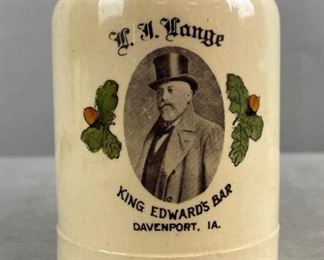 L. J. Lange
KING EDWARD'S BAR
DAVENPORT, IA.